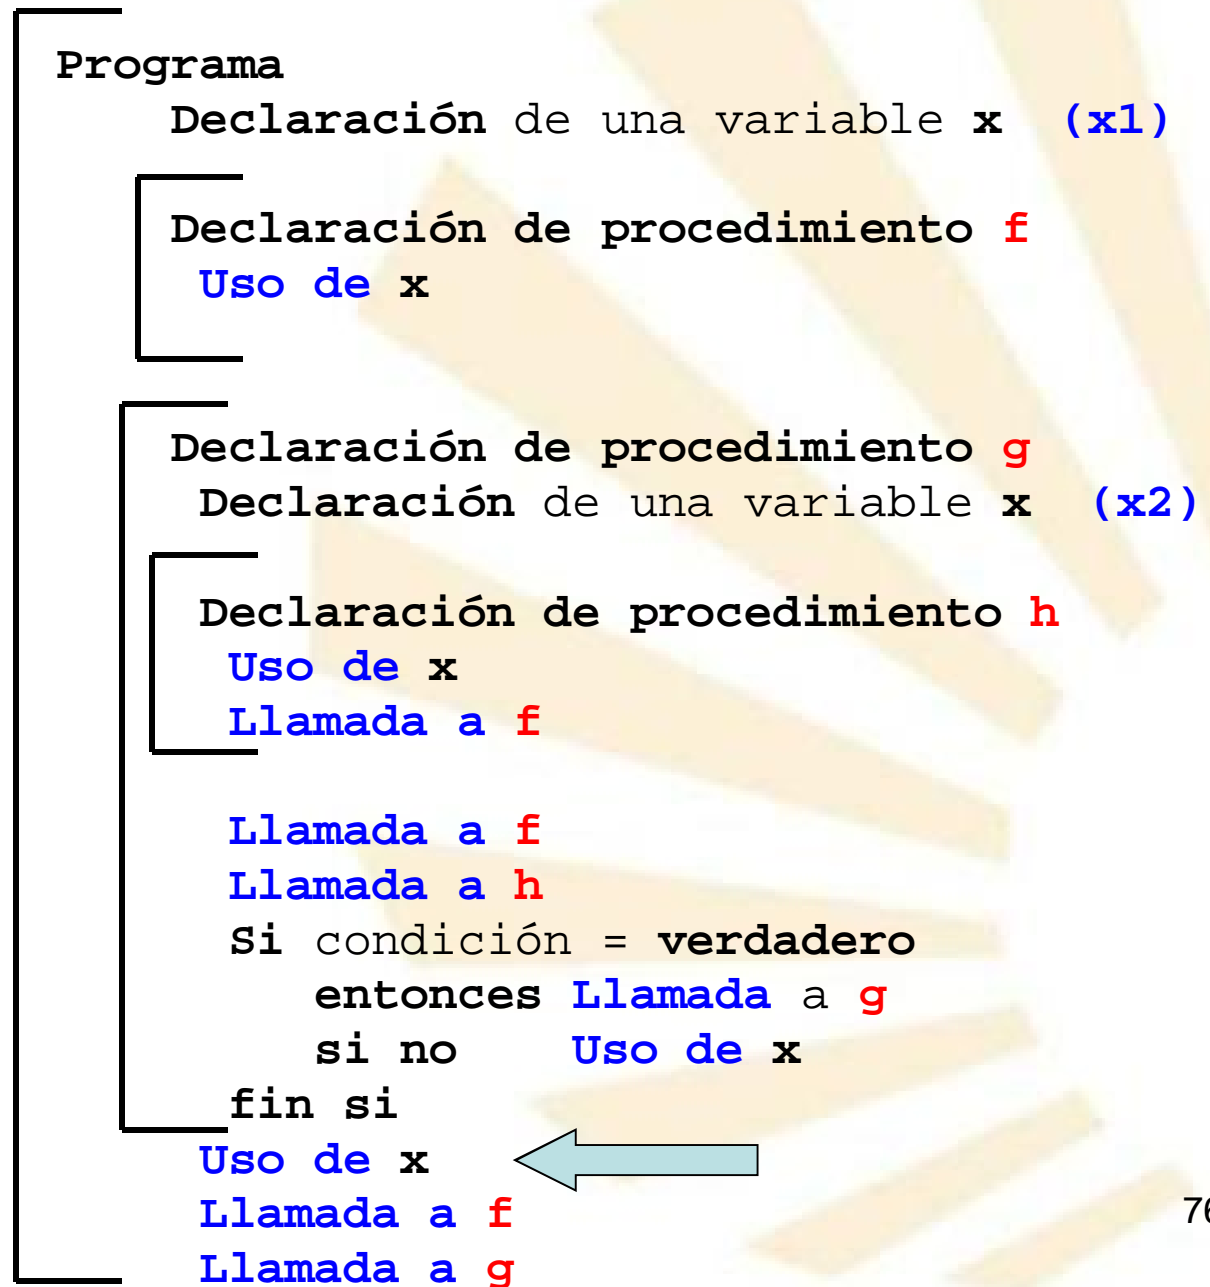 Programa
Declaración de una variable x (x1)
Declaración de procedimiento f
Uso de x
Declaración de procedimiento g
Declaración de una variable x (x2)
Declaración de procedimiento h
Uso de x
Llamada a f
Llamada a f
Llamada a h
Si condición = verdadero
entonces Llamada a g
si no Uso de x
fin si
Uso de x
Llamada a f
76
Llamada a g